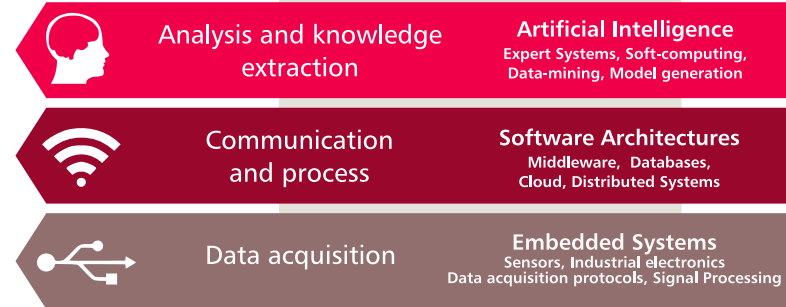 Analysis and knowledge
extraction
Artificial Intelligence
Expert Systems, Soft-computing,
Data-mining, Model generation
Communication
and process
Software Architectures
Middleware, Databases,
Cloud, Distributed Systems
Data acquisition
Embedded Systems
Sensors, Industrial electronics
Data acquisition protocols, Signal Processing